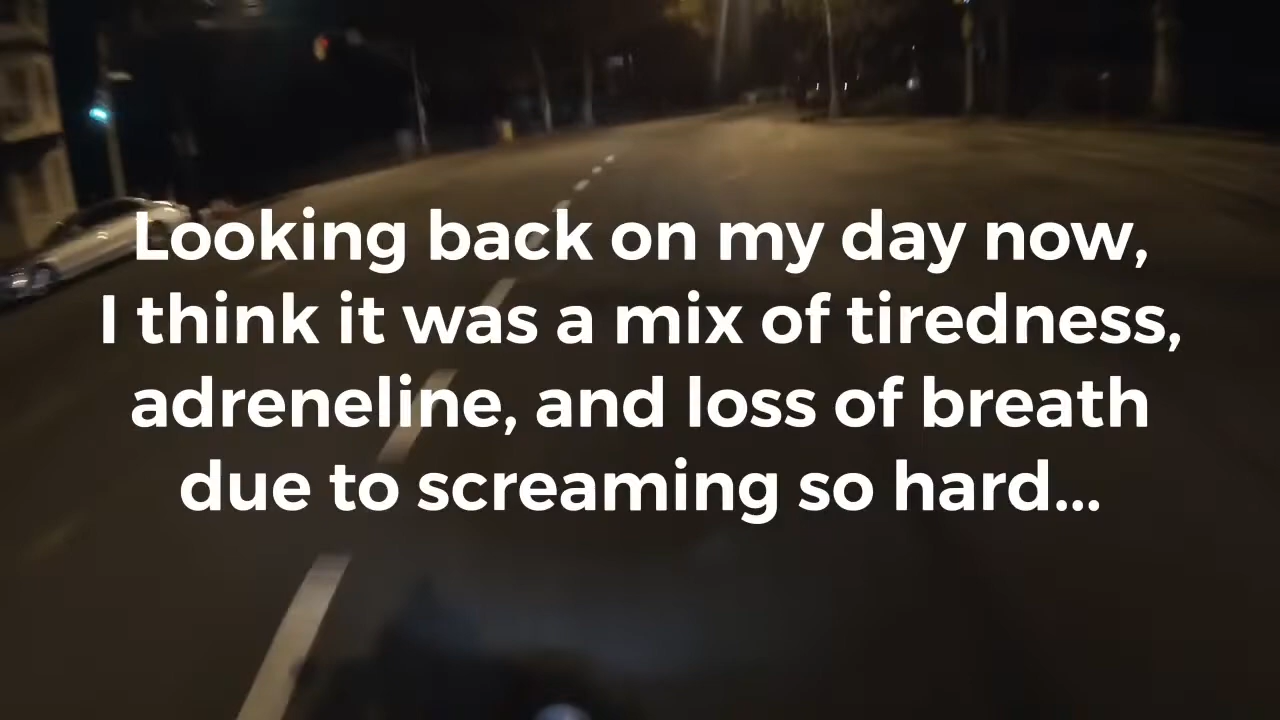 Looking back on my day now,
I think it was a mix of tiredness,
adreneline, and loss of breath
due to screaming so hard...